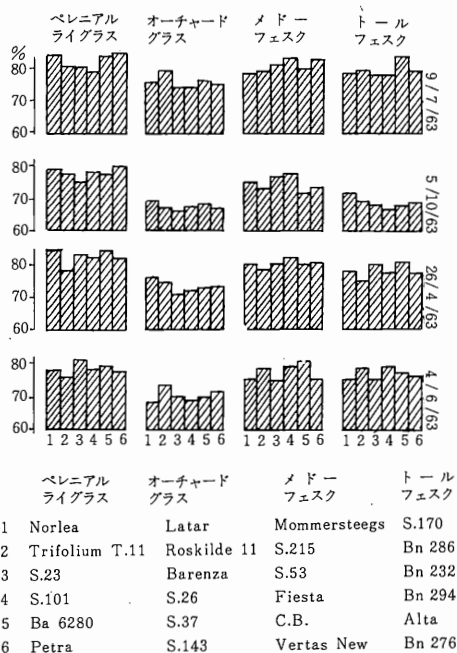 ペレニアル オーチャード メドー トール
ライグラス グラス フェスク フェスク
%
80
70
60
9/7/63
80
70
60
5/10/63
80
70
60
26/4/63
80
70
60
4/6/63
1 2 3 4 5 6 1 2 3 4 5 6 1 2 3 4 5 6 1 2 3 4 5 6
ペレニアル オーチャード メドー トール
ライグラス グラス フェスク フェスク
1 Norlea Latar Mommersteegs S.170
2 Trifolium T.11 Roskilde 11 S.215 Bn 286
3 S.23 Barenza S.53 Bn 232
4 S.101 S.26 Fiesta Bn 294
5 Ba 6280 S.37 C.B. Alta
6 Petra S.143 Vertas New Bn 276